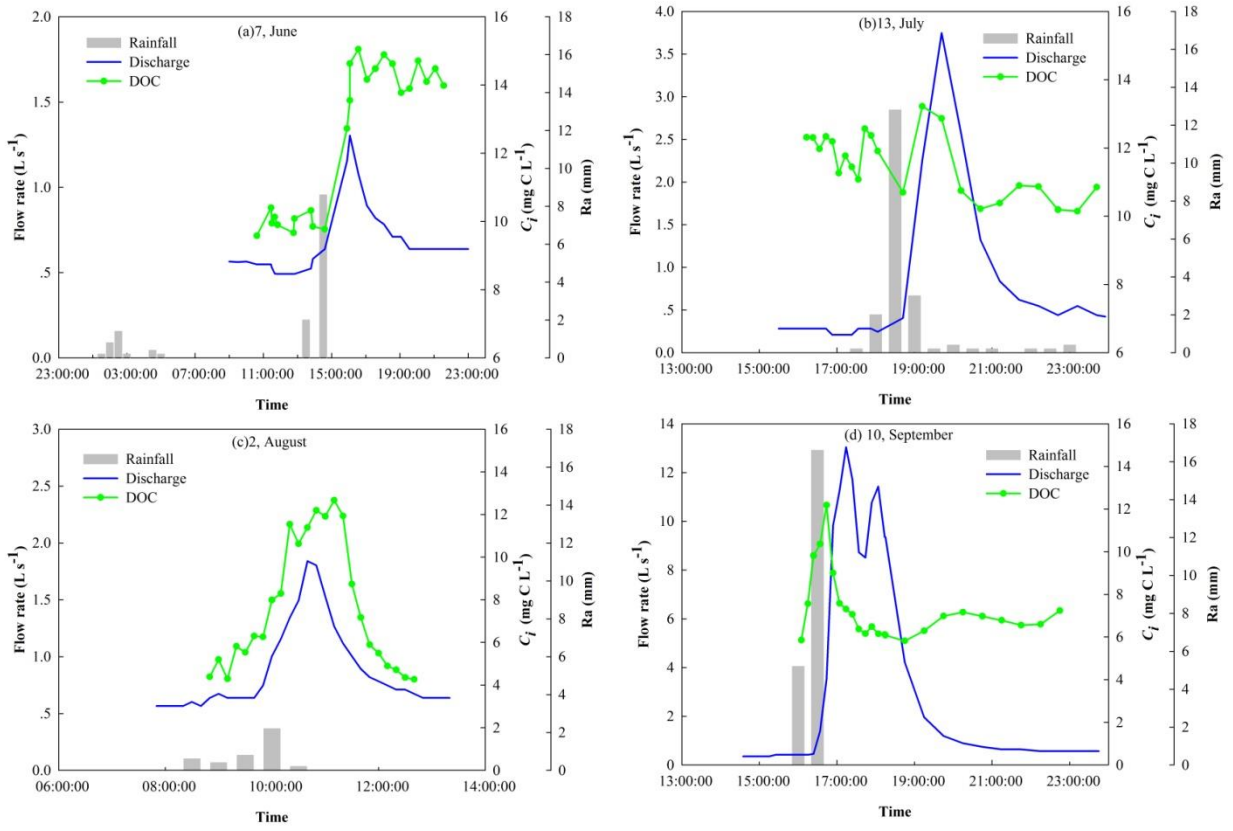 (a)7, June
Rainfall
Discharge
DOC
2.0
1.5
1.0
.5
0.0
Flow rate (L s-1)
16
14
12
10
8
6
Ci (mg C L-1)
18
16
14
12
10
8
6
4
2
0
Ra (mm)
23:00:00 03:00:00 07:00:00 11:00:00 15:00:00 19:00:00 23:00:00
Time
(b)13, July
Rainfall
Discharge
DOC
4.0
3.5
3.0
2.5
2.0
1.5
1.0
.5
0.0
Flow rate (L s-1)
16
14
12
10
8
6
Ci (mg C L-1)
18
16
14
12
10
8
6
4
2
0
Ra (mm)
13:00:00 17:00:00 19:00:00 21:00:00 23:00:00
Time
(c)2, August
Rainfall
Discharge
DOC
3.0
2.5
2.0
1.5
1.0
.5
0.0
Flow rate (L s-1)
16
14
12
10
8
6
4
2
0
Ci (mg C L-1)
18
16
14
12
10
8
6
4
2
0
Ra (mm)
06:00:00 08:00:00 10:00:00 12:00:00 14:00:00
Time
(d) 10, September
Rainfall
Discharge
DOC
14
12
10
8
6
4
2
0
Flow rate (L s-1)
16
14
12
10
8
6
4
2
0
Ci (mg C L-1)
18
16
14
12
10
8
6
4
2
0
Ra (mm)
13:00:00 15:00:00 17:00:00 19:00:00 21:00:00 23:00:00
Time